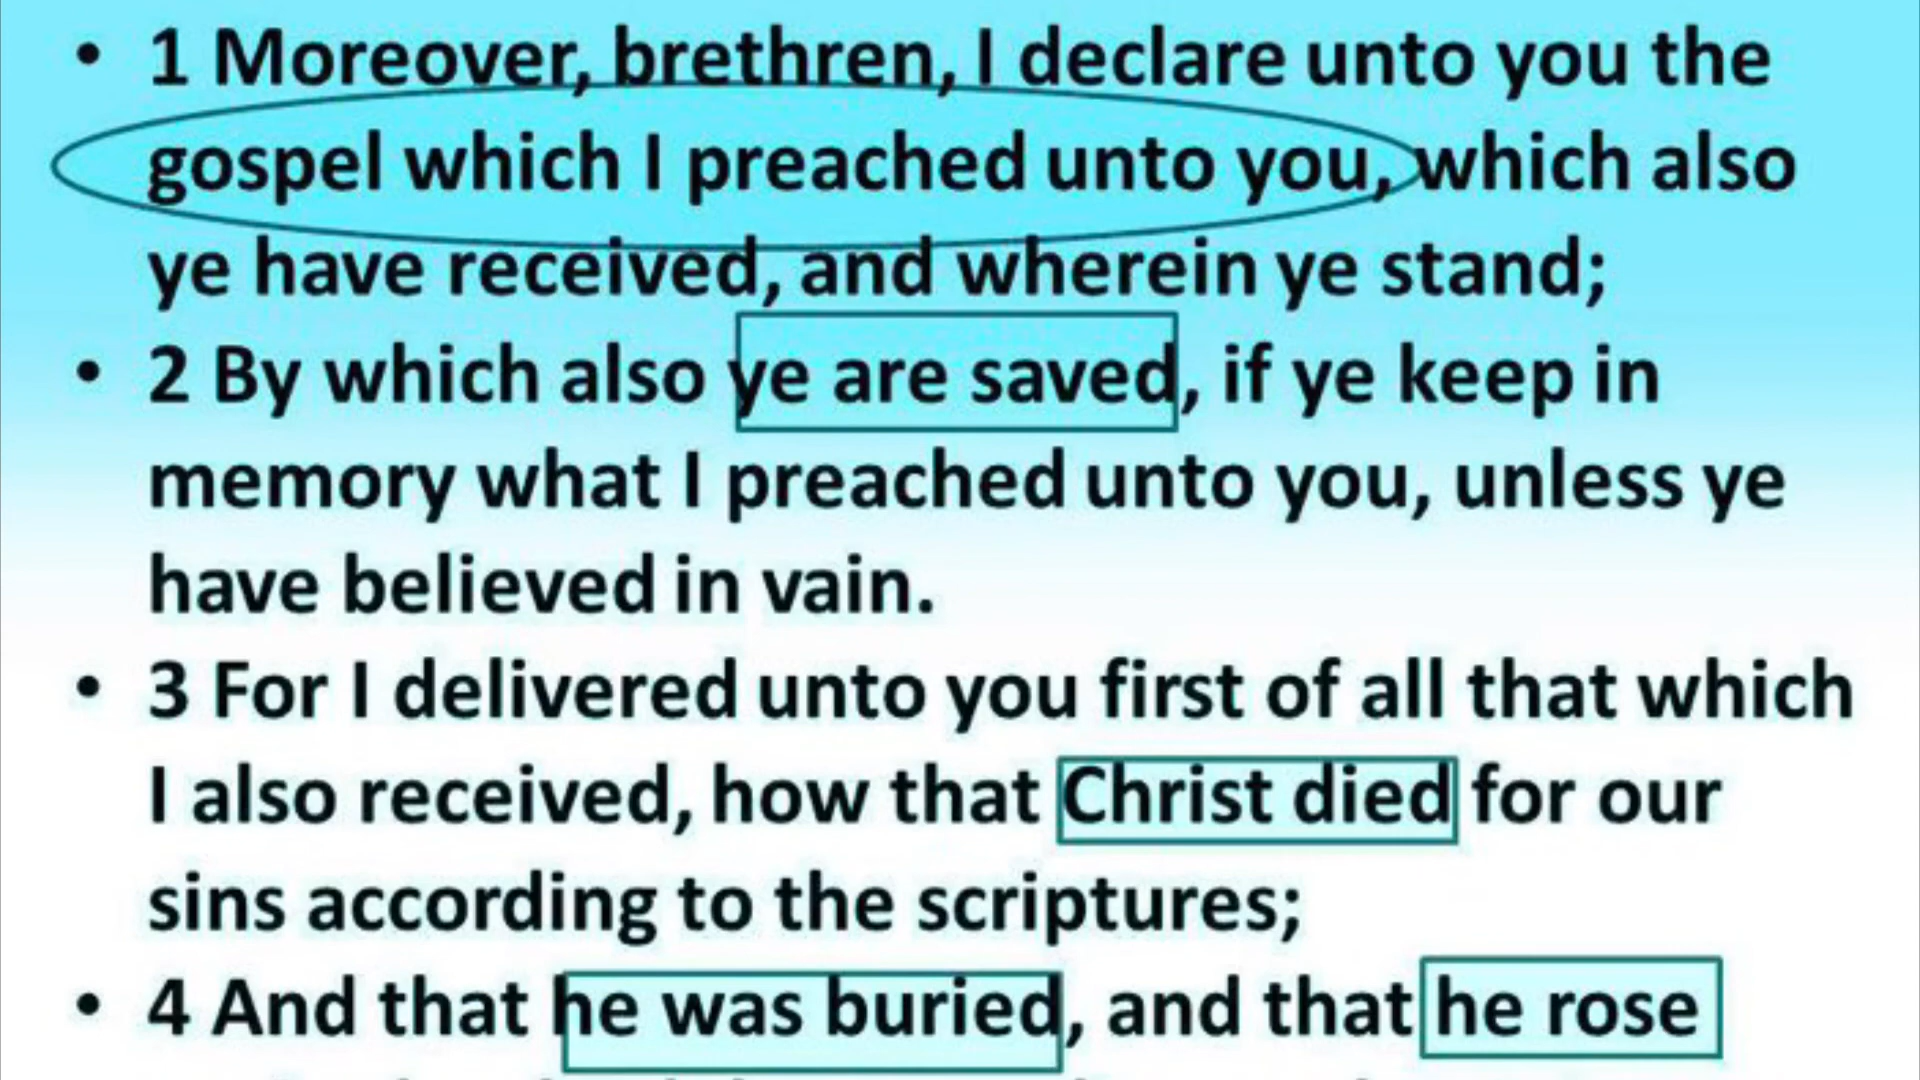 • 1 Moreover, brethren, I declare unto you the
gospel which I preached unto you, which also
ye have received, and wherein ye stand;
• 2 By which also ye are saved, if ye keep in
memory what I preached unto you, unless ye
have believed in vain.
• 3 For I delivered unto you first of all that which
I also received, how that Christ died for our
sins according to the scriptures;
• 4 And that he was buried, and that he rose